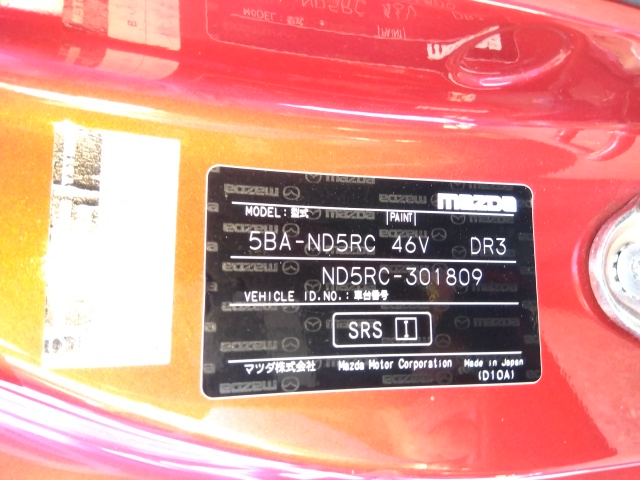 mazda
MODEL: 型式 PAINT
5BA-ND5RC 46V DR3
ND5RC-301809
VEHICLE ID.NO.: 車台番号
SRS I
マツダ株式会社 Mazda Motor Corporation Made in Japan
(D10A)